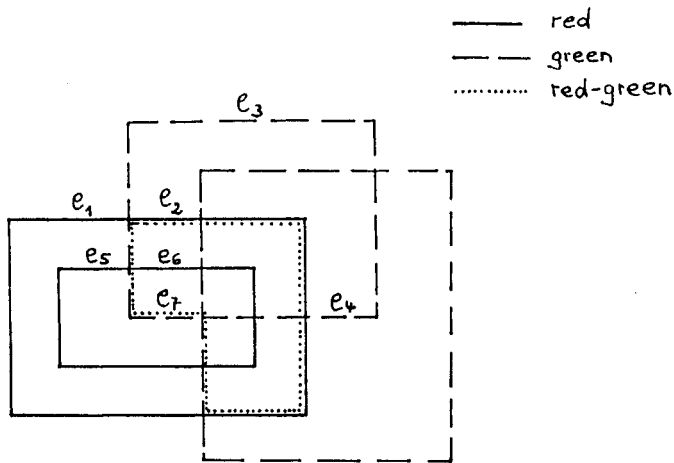 red
green
red-green
e₃
e₁ e₂
e₅ e₆
e₇ e₄